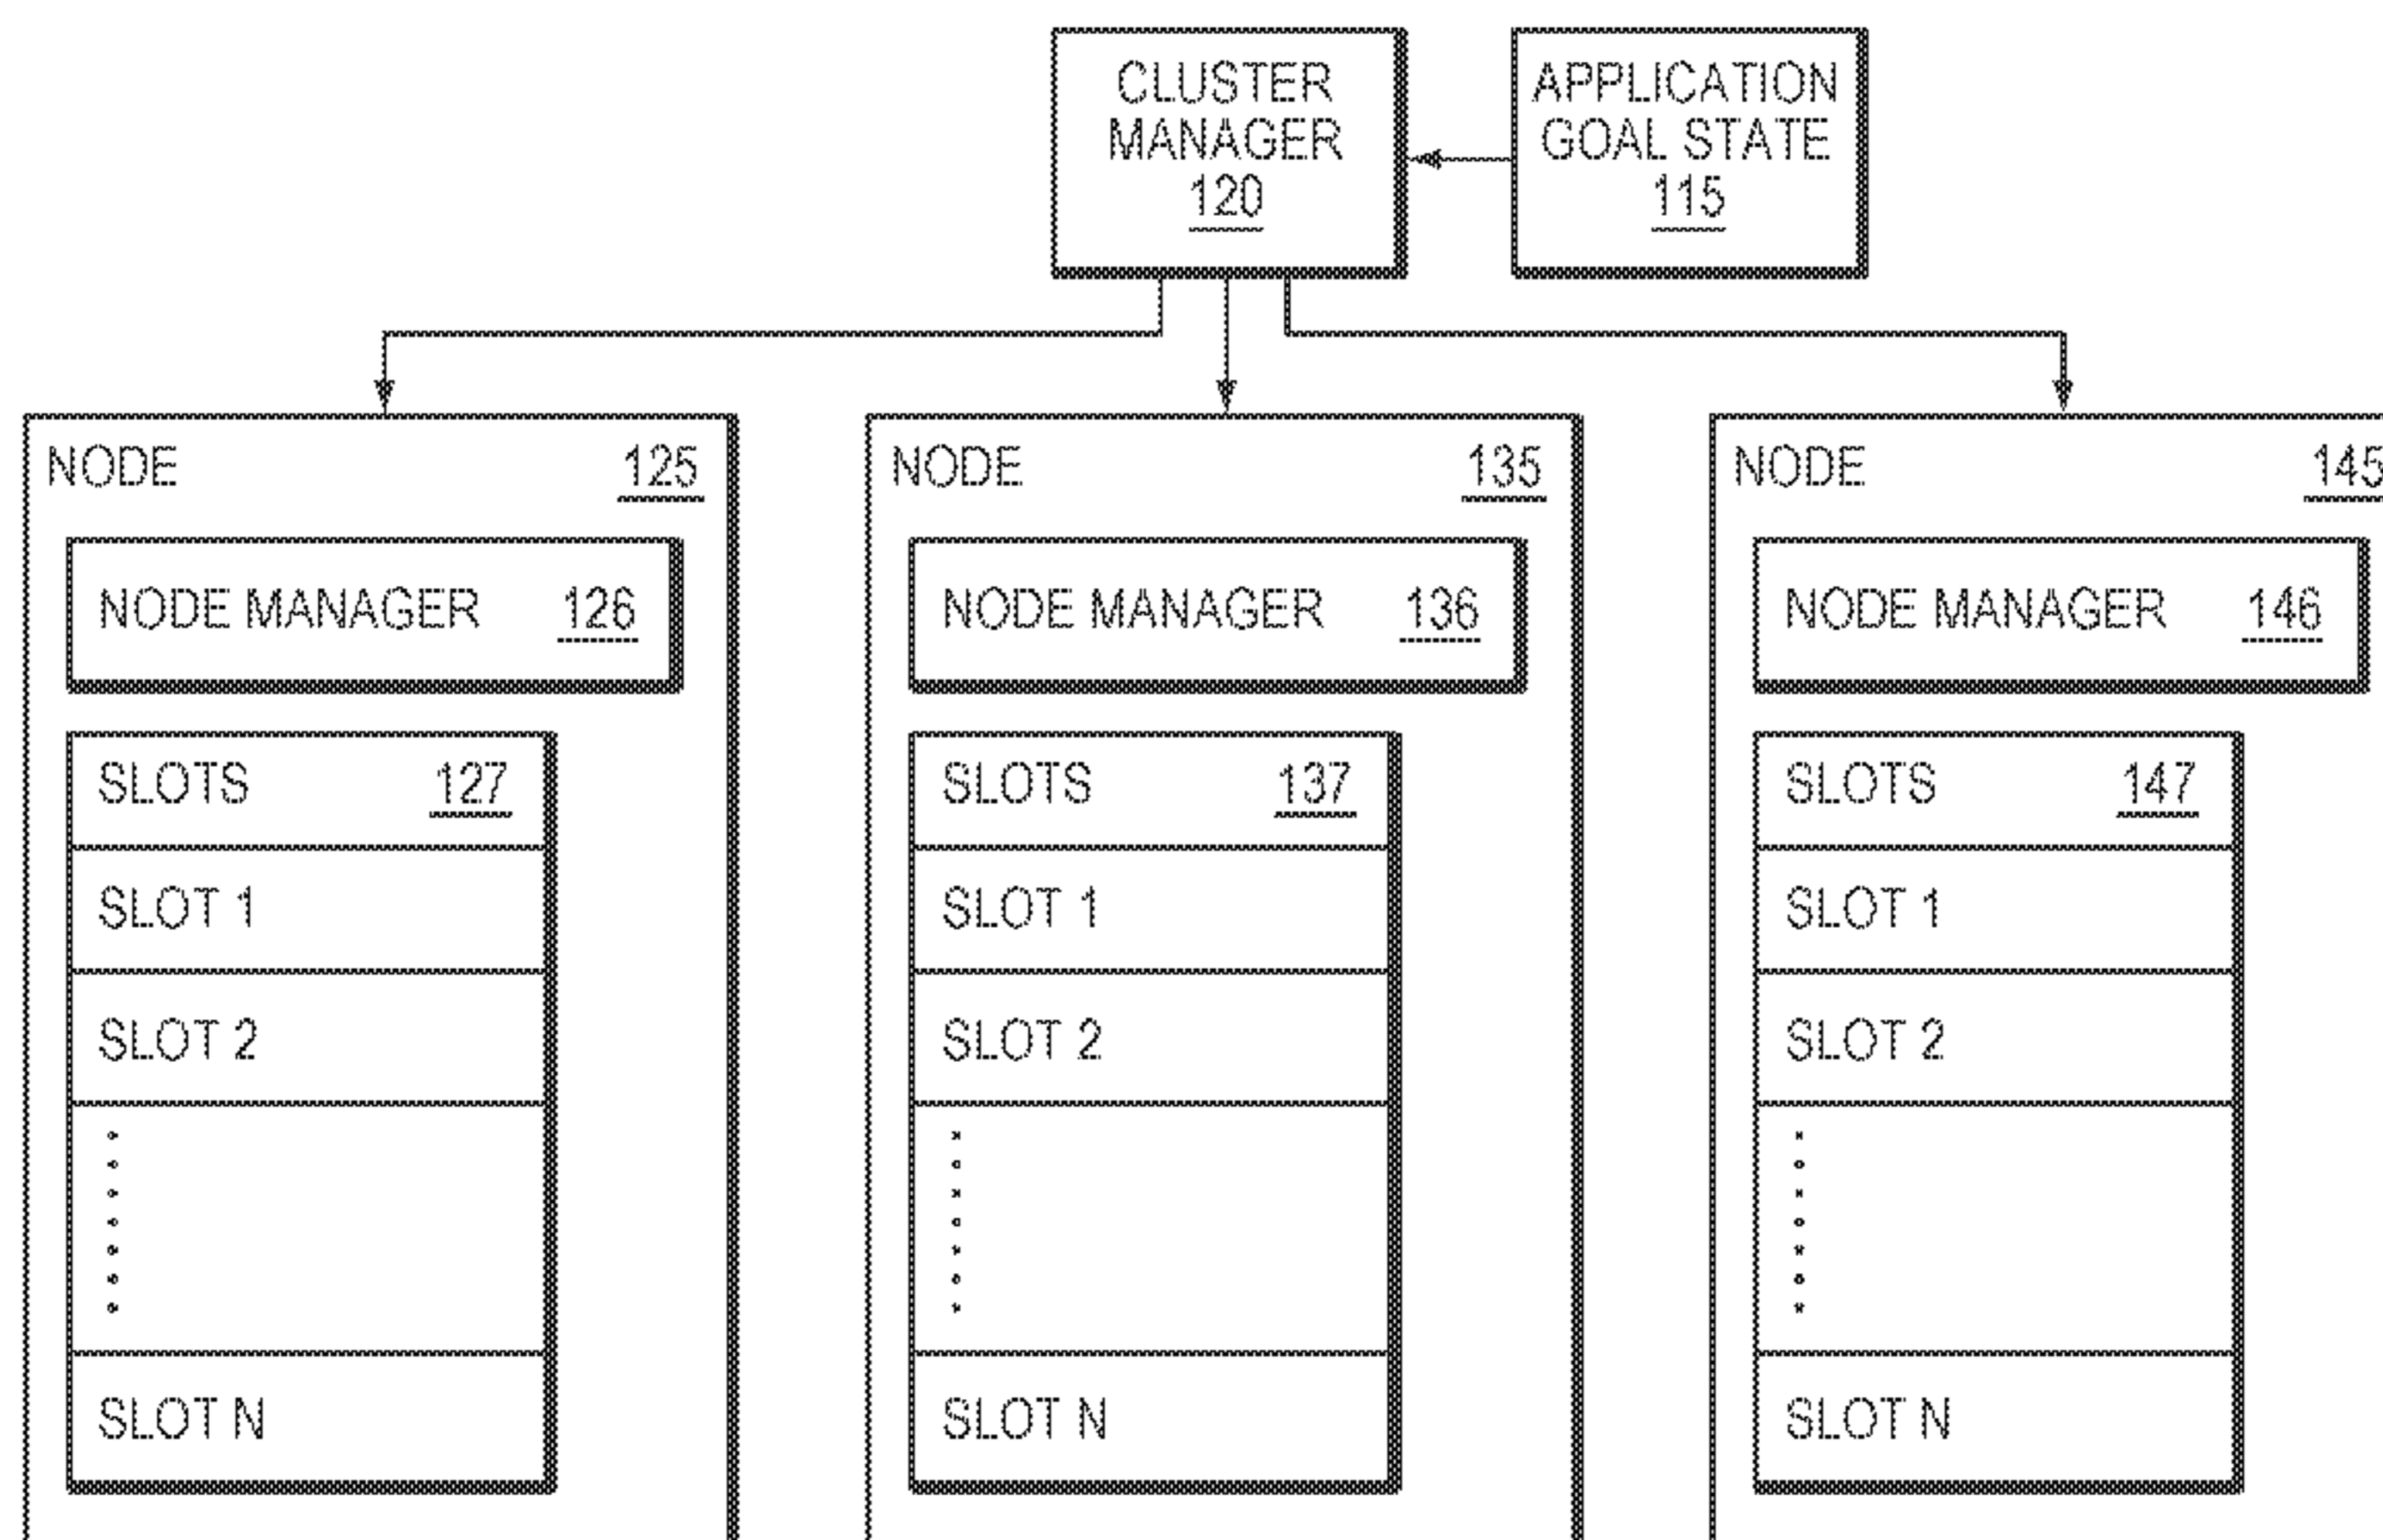 CLUSTER
MANAGER
120
APPLICATION
GOAL STATE
115
NODE 125
NODE MANAGER 126
SLOTS 127
SLOT 1
SLOT 2
SLOT N
NODE 135
NODE MANAGER 136
SLOTS 137
SLOT 1
SLOT 2
SLOT N
NODE 145
NODE MANAGER 146
SLOTS 147
SLOT 1
SLOT 2
SLOT N